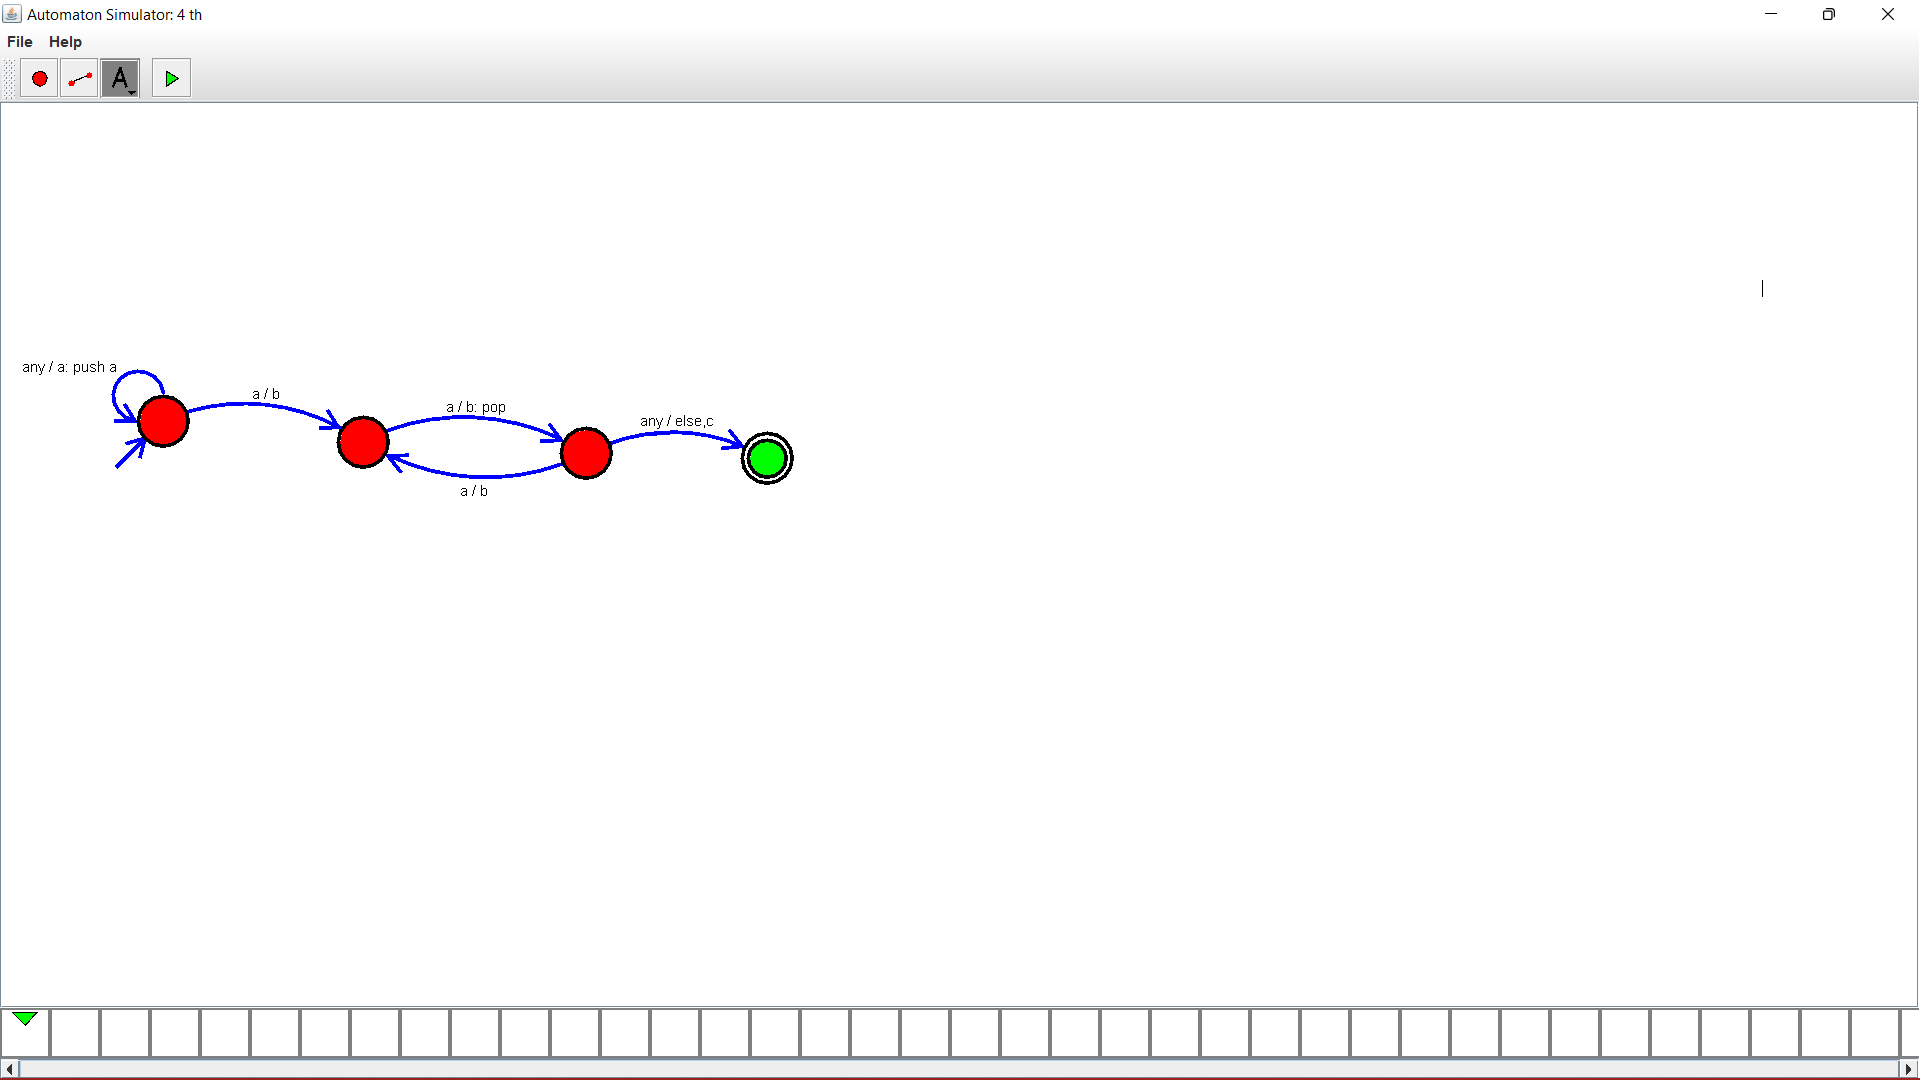 Automaton Simulator: 4 th
File Help
A
any / a: push a
a / b
a / b: pop
any / else,c
a / b